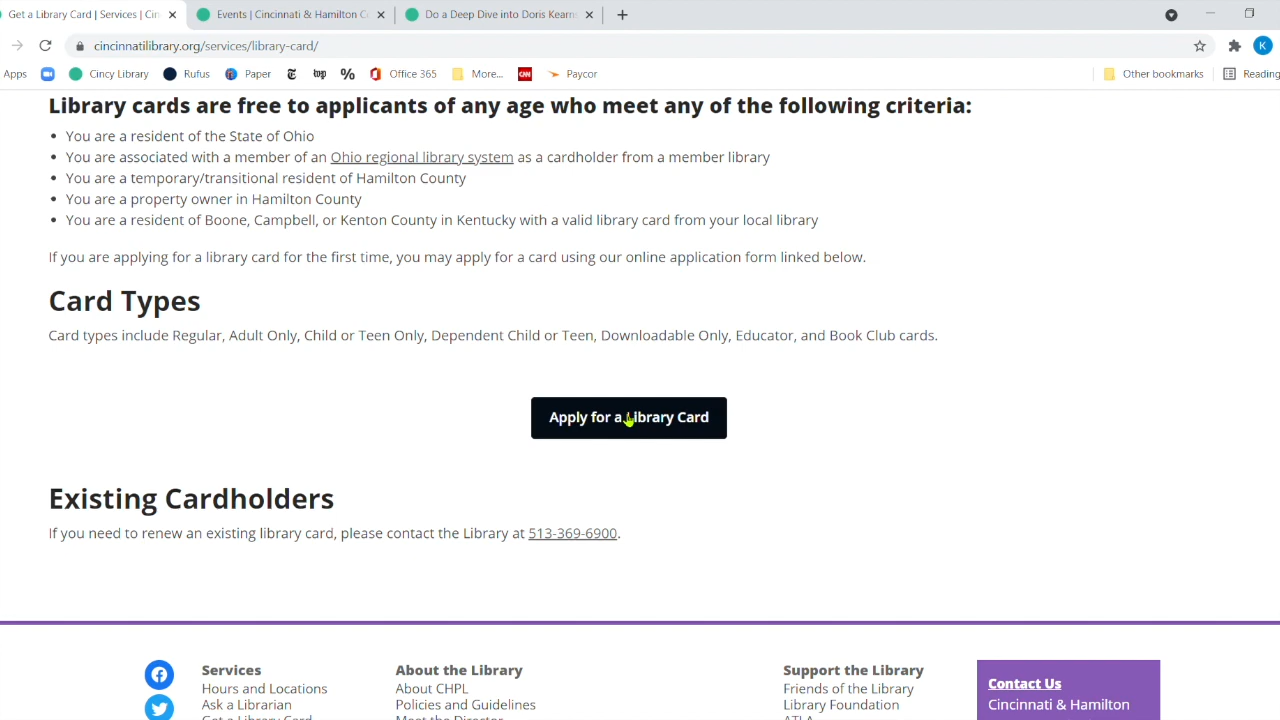 Get a Library Card | Services | Cin
Events | Cincinnati & Hamilton C
Do a Deep Dive into Doris Kearn
cincinnatilibrary.org/services/library-card/
K
Apps
Cincy Library
Rufus
Paper
wp
%
Office 365
More...
CNN
Paycor
Other bookmarks
Reading
Library cards are free to applicants of any age who meet any of the following criteria:
• You are a resident of the State of Ohio
• You are associated with a member of an Ohio regional library system as a cardholder from a member library
• You are a temporary/transitional resident of Hamilton County
• You are a property owner in Hamilton County
• You are a resident of Boone, Campbell, or Kenton County in Kentucky with a valid library card from your local library
If you are applying for a library card for the first time, you may apply for a card using our online application form linked below.
Card Types
Card types include Regular, Adult Only, Child or Teen Only, Dependent Child or Teen, Downloadable Only, Educator, and Book Club cards.
Apply for a Library Card
Existing Cardholders
If you need to renew an existing library card, please contact the Library at 513-369-6900.
Services
Hours and Locations
Ask a Librarian
Get a Library Card
About the Library
About CHPL
Policies and Guidelines
Meet the Director
Support the Library
Friends of the Library
Library Foundation
ATLA
Contact Us
Cincinnati & Hamilton